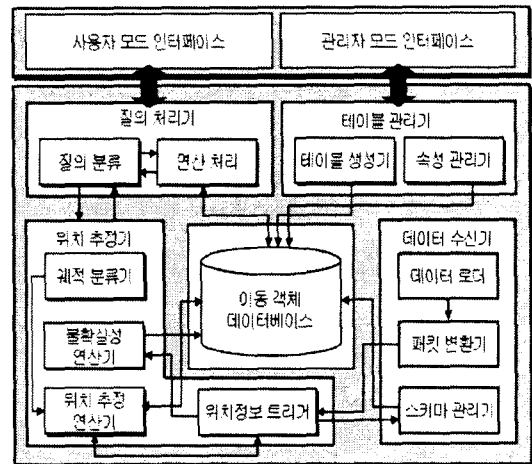 사용자 모드 인터페이스
관리자 모드 인터페이스
질의 처리기
테이블 관리기
질의 분류
연산 처리
테이블 생성기
속성 관리기
위치 추정기
데이터 수신기
궤적 분류기
이동 객체
데이터베이스
데이터 로더
불확실성
연산기
패킷 변환기
위치 추정
연산기
위치정보 트리거
스키마 관리기